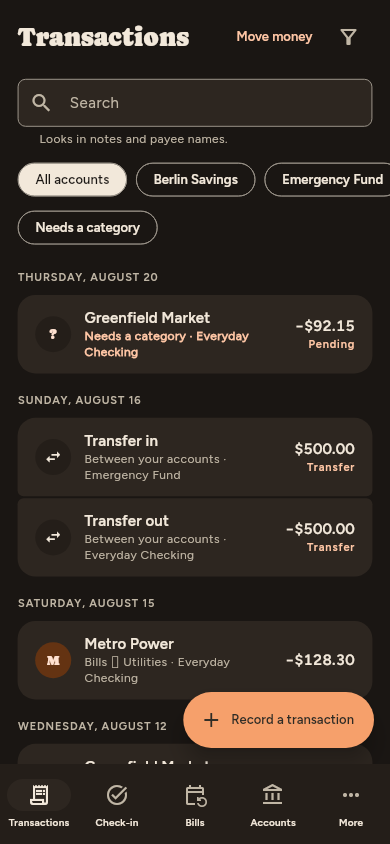 Transactions
Move money
Search
Looks in notes and payee names.
All accounts
Berlin Savings
Emergency Fund
Needs a category
THURSDAY, AUGUST 20
?
Greenfield Market
-$92.15
Needs a category · Everyday
Checking
Pending
SUNDAY, AUGUST 16
Transfer in
$500.00
Between your accounts ·
Emergency Fund
Transfer
Transfer out
-$500.00
Between your accounts ·
Everyday Checking
Transfer
SATURDAY, AUGUST 15
M
Metro Power
-$128.30
Bills ▯ Utilities · Everyday
Checking
WEDNESDAY, AUGUST 12
Record a transaction
Transactions
Check-in
Bills
Accounts
More